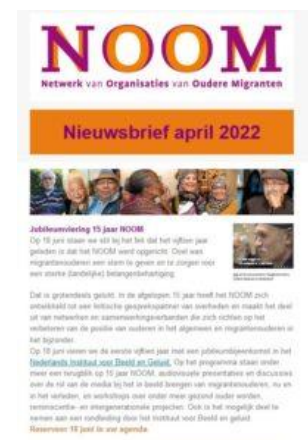 NOOM
Netwerk van Organisaties van Oudere Migranten
Nieuwsbrief april 2022
Jubileumviering 15 jaar NOOM
Op 18 juni staan we stil bij het feit dat het vijftien jaar
geleden is dat het NOOM werd opgericht. Doel was
migrantenouderen een stem te geven en te zorgen voor
een sterke (landelijke) belangenbehartiging.
Dat is grotendeels gelukt. In de afgelopen 15 jaar heeft het NOOM zich
ontwikkeld tot een kritische gesprekspartner van overheden en maakt het deel
uit van netwerken en samenwerkingsverbanden die zich richten op het
verbeteren van de positie van ouderen in het algemeen en migrantenouderen in
het bijzonder.
Op 18 juni vieren we de eerste vijftien jaar met een jubileumbijeenkomst in het
Nederlands Instituut voor Beeld en Geluid. Op het programma staan onder
meer een terugblik op 15 jaar NOOM, audiovisuele presentaties en discussies
over de rol van de media bij het in beeld brengen van migrantenouderen, nu en
in het verleden, en workshops over onder meer gezond ouder worden,
reminiscentie- en intergenerationele projecten. Ook is het mogelijk deel te
nemen aan een rondleiding door het Instituut voor Beeld en geluid
Reserveer 18 juni in uw agenda